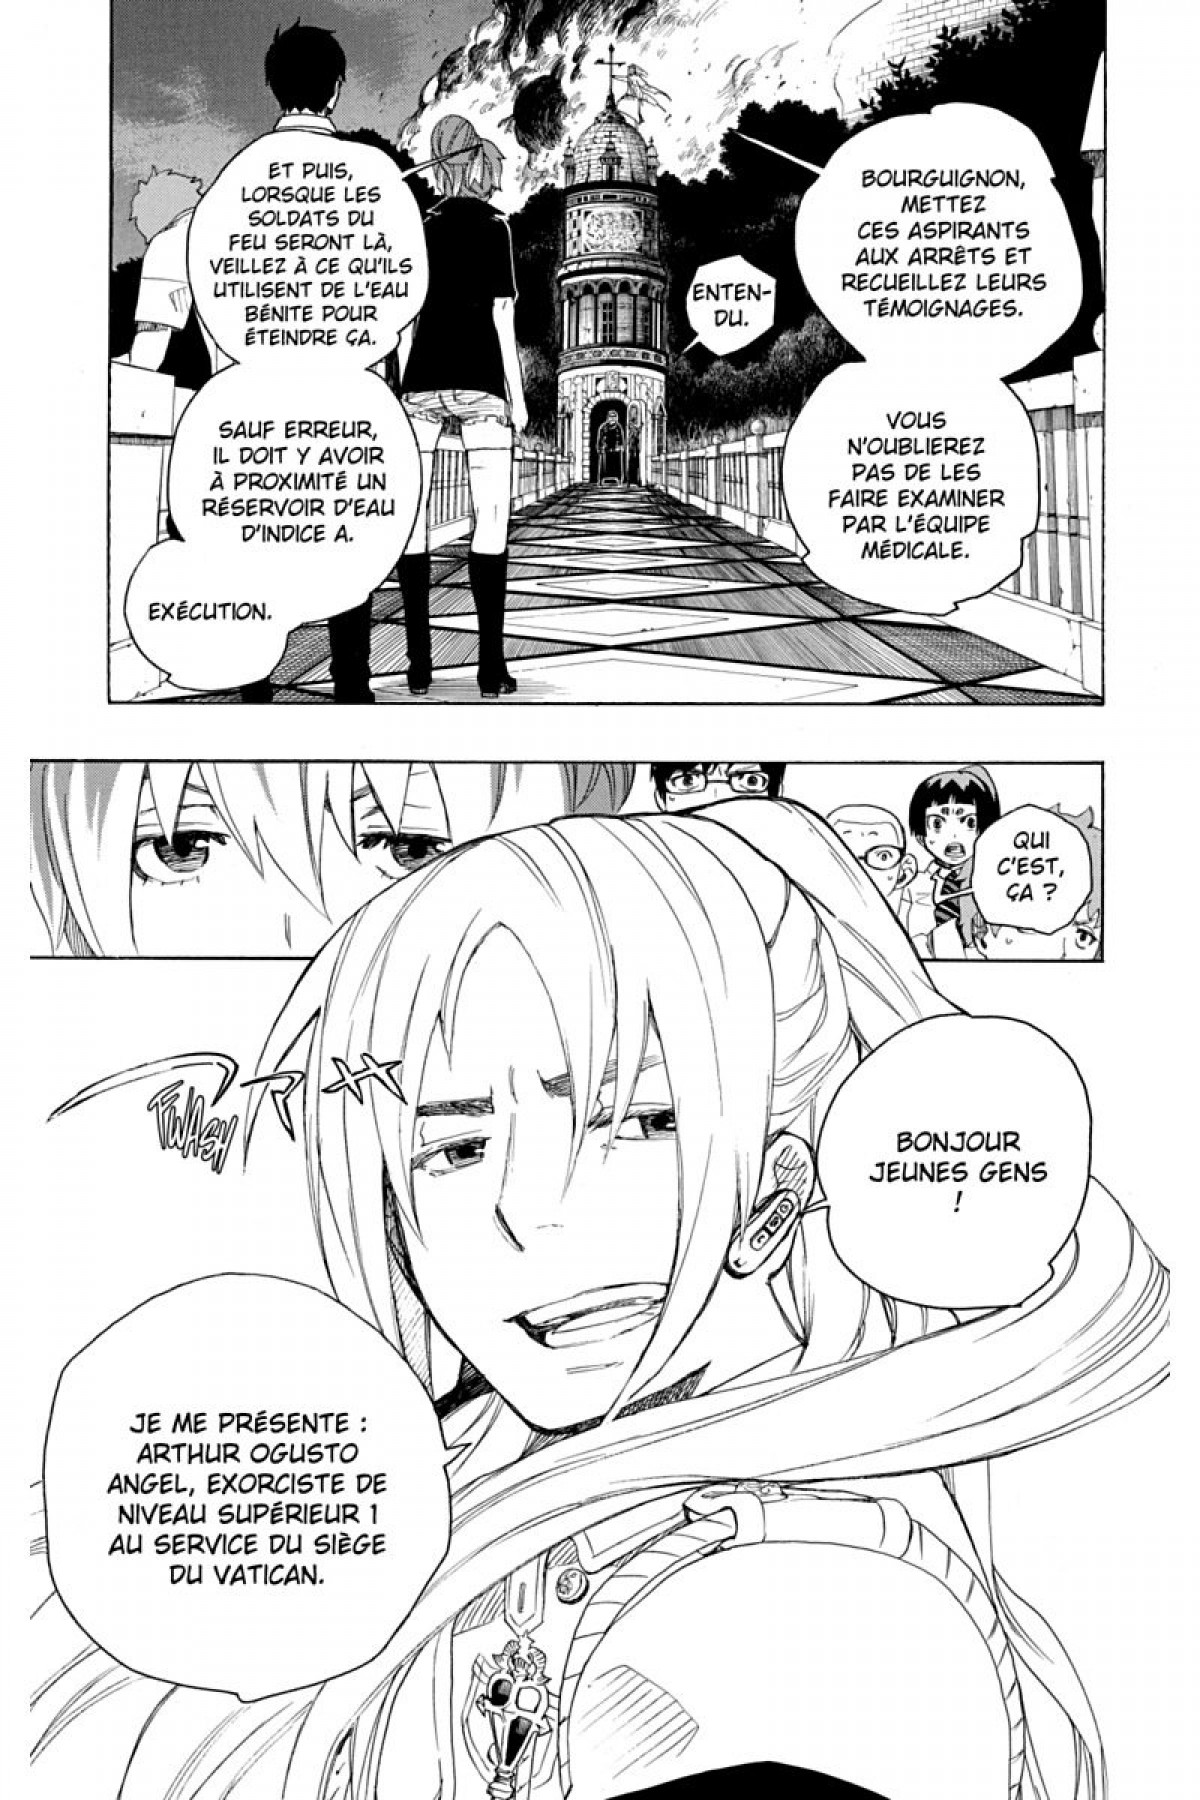 BOURGUIGNON,
METTEZ
CES ASPIRANTS
AUX ARRÊTS ET
RECUEILLEZ LEURS
TÉMOIGNAGES.
VOUS
N'OUBLIEREZ
PAS DE LES
FAIRE EXAMINER
PAR L'ÉQUIPE
MÉDICALE.
ENTEN-
DU.
ET PUIS,
LORSQUE LES
SOLDATS DU
FEU SERONT LÀ,
VEILLEZ À CE QU'ILS
UTILISENT DE L'EAU
BÉNITE POUR
ÉTEINDRE ÇA.
SAUF ERREUR,
IL DOIT Y AVOIR
À PROXIMITÉ UN
RÉSERVOIR D'EAU
D'INDICE A.
EXÉCUTION.
QUI
C'EST,
ÇA ?
FWASH
BONJOUR
JEUNES GENS
!
JE ME PRÉSENTE :
ARTHUR OGUSTO
ANGEL, EXORCISTE DE
NIVEAU SUPÉRIEUR 1
AU SERVICE DU SIÈGE
DU VATICAN.